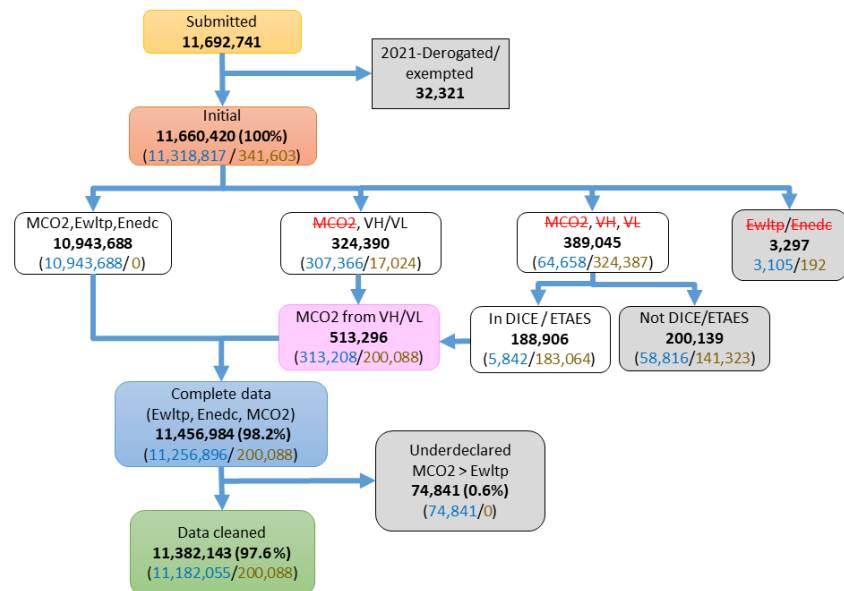 Submitted
11,692,741
2021-Derogated/
exempted
32,321
Initial
11,660,420 (100%)
(11,318,817 / 341,603)
MCO2,Ewltp,Enedc
10,943,688
(10,943,688/ 0)
MCO2, VH/VL
324,390
(307,366/17,024)
MCO2, VH, VL
389,045
(64,658/324,387)
Ewltp/Enedc
3,297
3,105/192
MCO2 from VH/VL
513,296
(313,208/200,088)
In DICE / ETAES
188,906
(5,842/183,064)
Not DICE/ETAES
200,139
(58,816/141,323)
Complete data
(Ewltp, Enedc, MCO2)
11,456,984 (98.2%)
(11,256,896/ 200,088)
Underdeclared
MCO2 > Ewltp
74,841 (0.6%)
(74,841/0)
Data cleaned
11,382,143 (97.6%)
(11,182,055/200,088)